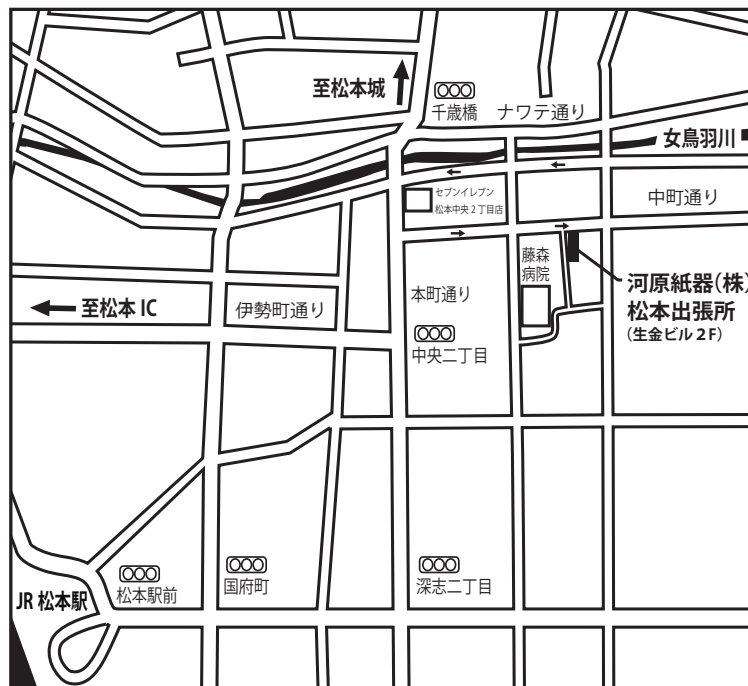 至松本城
千歳橋
ナワテ通り
女鳥羽川
セブンイレブン
松本中央2丁目店
中町通り
藤森
病院
河原紙器(株)
松本出張所
(生金ビル2F)
至松本IC
伊勢町通り
本町通り
中央二丁目
JR 松本駅
松本駅前
国府町
深志二丁目